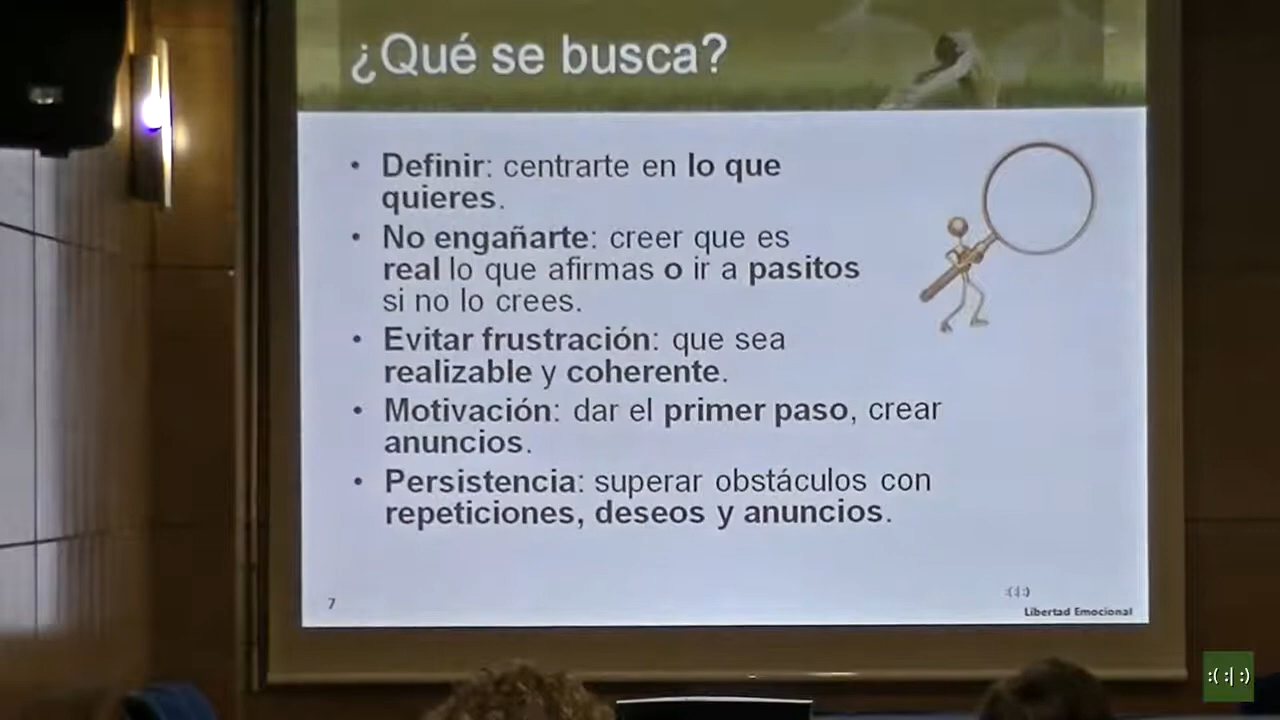 ¿Qué se busca?
• Definir: centrarte en lo que
quieres.
• No engañarte: creer que es
real lo que afirmas o ir a pasitos
si no lo crees.
• Evitar frustración: que sea
realizable y coherente.
• Motivación: dar el primer paso, crear
anuncios.
• Persistencia: superar obstáculos con
repeticiones, deseos y anuncios.
7
:(|:)
Libertad Emocional
:( :| :)